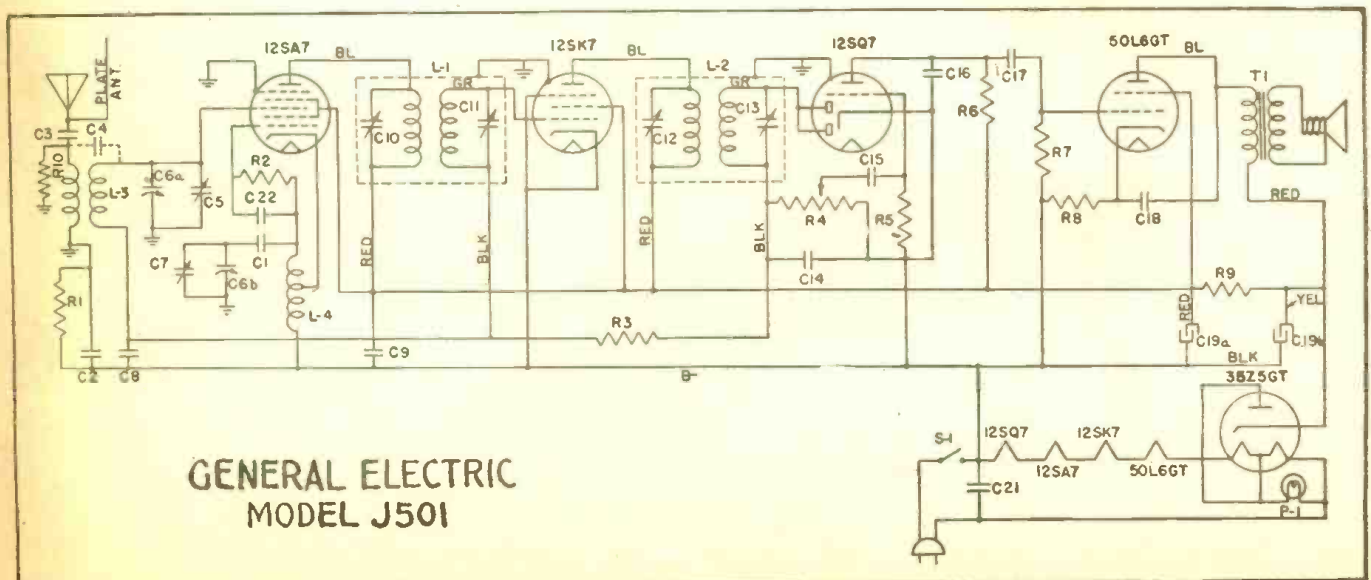 12SA7
BL
L-1
12SK7
BL
L-2
12SQ7
50L6GT
BL
PLATE
ANT.
C3
C4
R10
L-3
C6a
C5
R2
C22
C10
GR
C11
C12
GR
C13
C15
C16
R6
C17
R7
T1
R4
R5
R8
C18
RED
C7
C6b
C1
L-4
RED
BLK
RED
BLK
C14
R1
R3
R9
RED
YEL
C19a
C19b
C2
C8
C9
B-
BLK
35Z5GT
GENERAL ELECTRIC
MODEL J501
S-1
12SQ7
12SA7
12SK7
50L6GT
C21
P-1